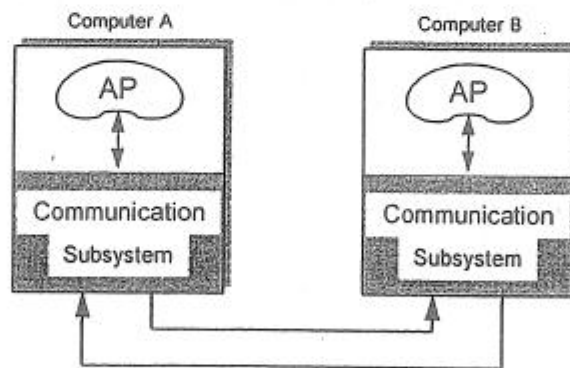 Computer A
Computer B
AP
AP
Communication
Subsystem
Communication
Subsystem